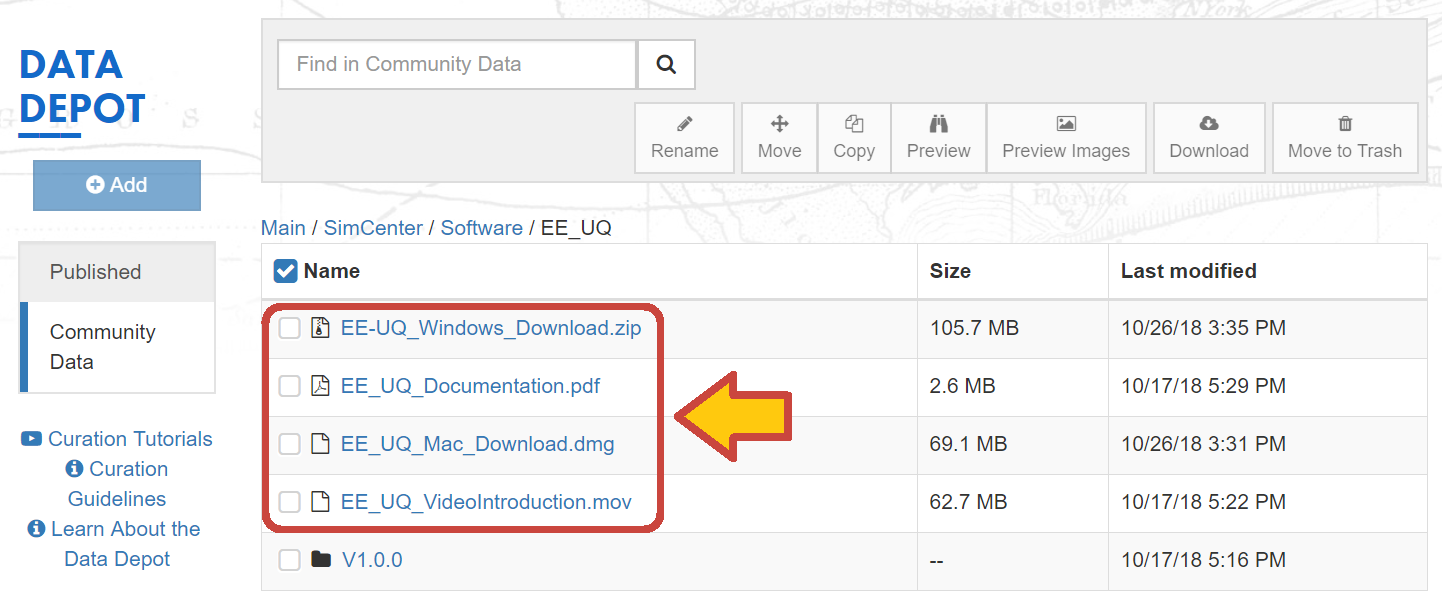 DATA
DEPOT
Add
Published
Community
Data
Curation Tutorials
Curation
Guidelines
Learn About the
Data Depot
Find in Community Data
Rename
Move
Copy
Preview
Preview Images
Download
Move to Trash
Florida
Main / SimCenter / Software / EE_UQ
Name Size Last modified
EE-UQ_Windows_Download.zip 105.7 MB 10/26/18 3:35 PM
EE_UQ_Documentation.pdf 2.6 MB 10/17/18 5:29 PM
EE_UQ_Mac_Download.dmg 69.1 MB 10/26/18 3:31 PM
EE_UQ_VideoIntroduction.mov 62.7 MB 10/17/18 5:22 PM
V1.0.0 -- 10/17/18 5:16 PM